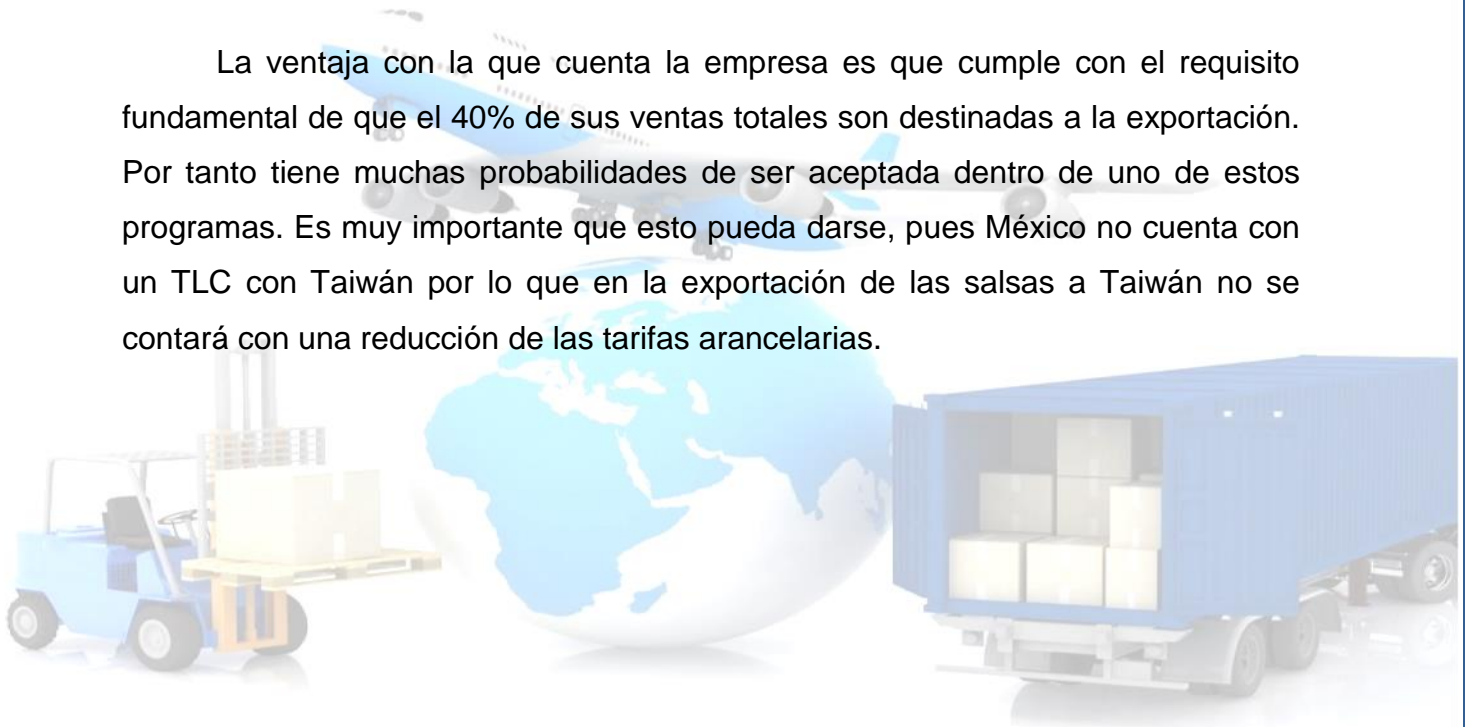 La ventaja con la que cuenta la empresa es que cumple con el requisito
fundamental de que el 40% de sus ventas totales son destinadas a la exportación.
Por tanto tiene muchas probabilidades de ser aceptada dentro de uno de estos
programas. Es muy importante que esto pueda darse, pues México no cuenta con
un TLC con Taiwán por lo que en la exportación de las salsas a Taiwán no se
contará con una reducción de las tarifas arancelarias.